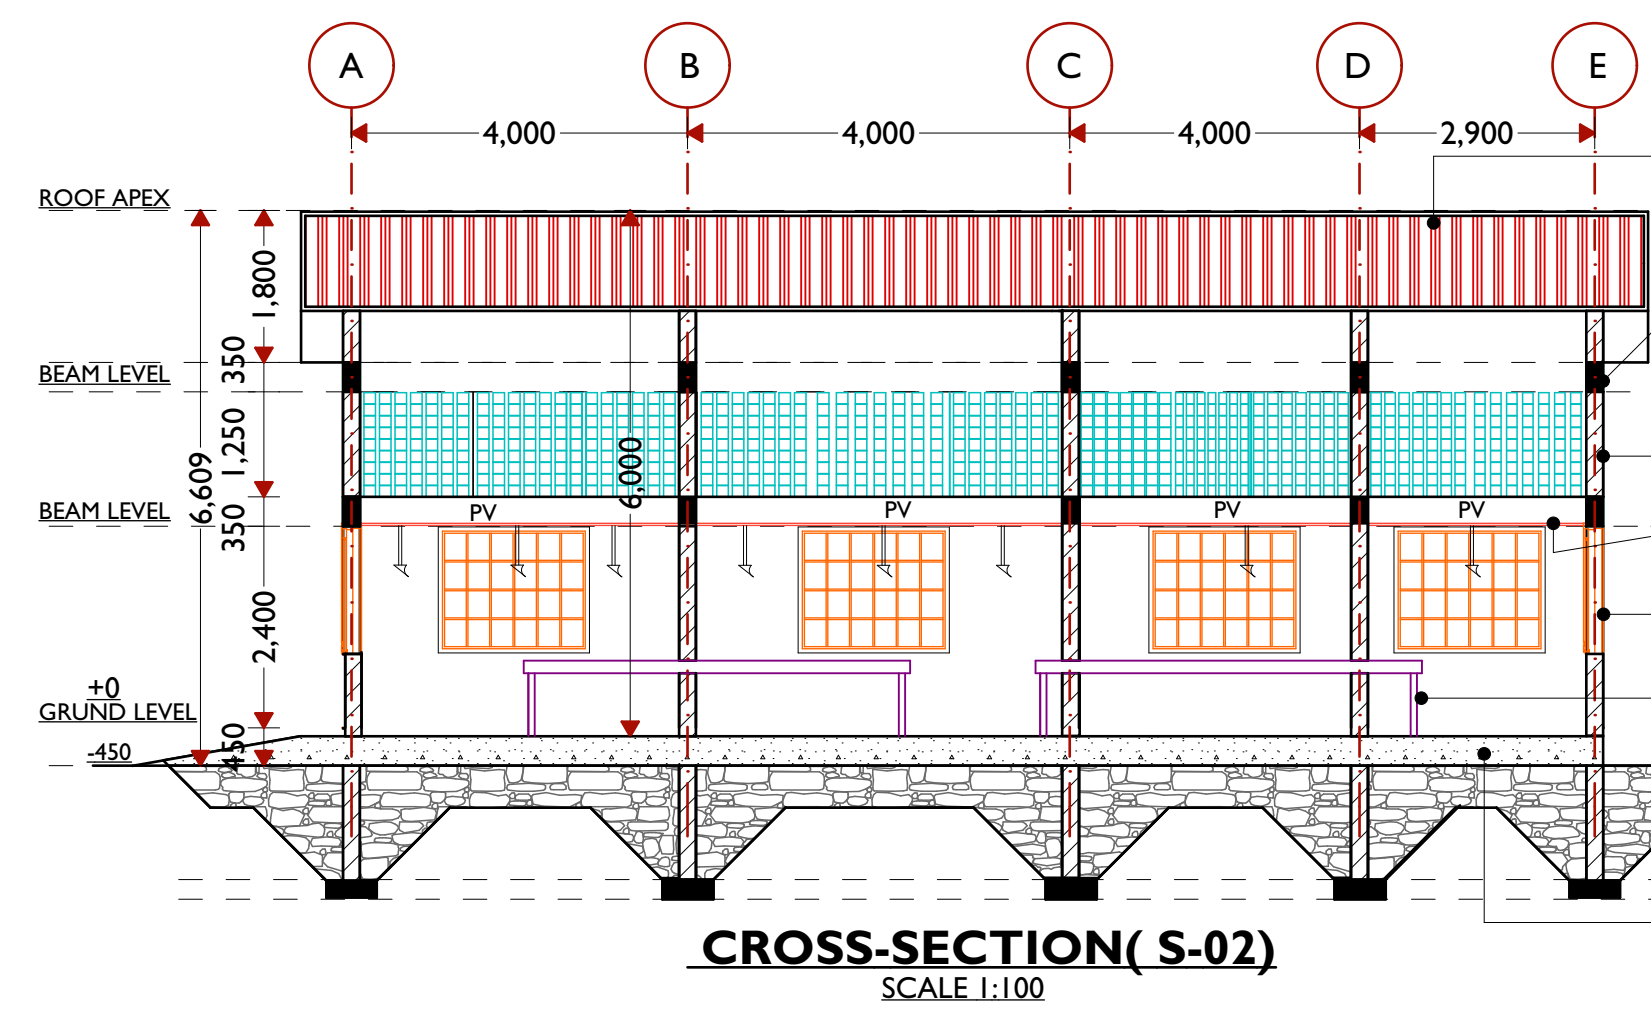 A B C D E
4,000 4,000 4,000 2,900
ROOF APEX
1,800
350
BEAM LEVEL
1,250
6,609
6,000
BEAM LEVEL
350
PV PV PV PV
2,400
+0
GRUND LEVEL
450
-450
CROSS-SECTION( S-02)
SCALE 1:100